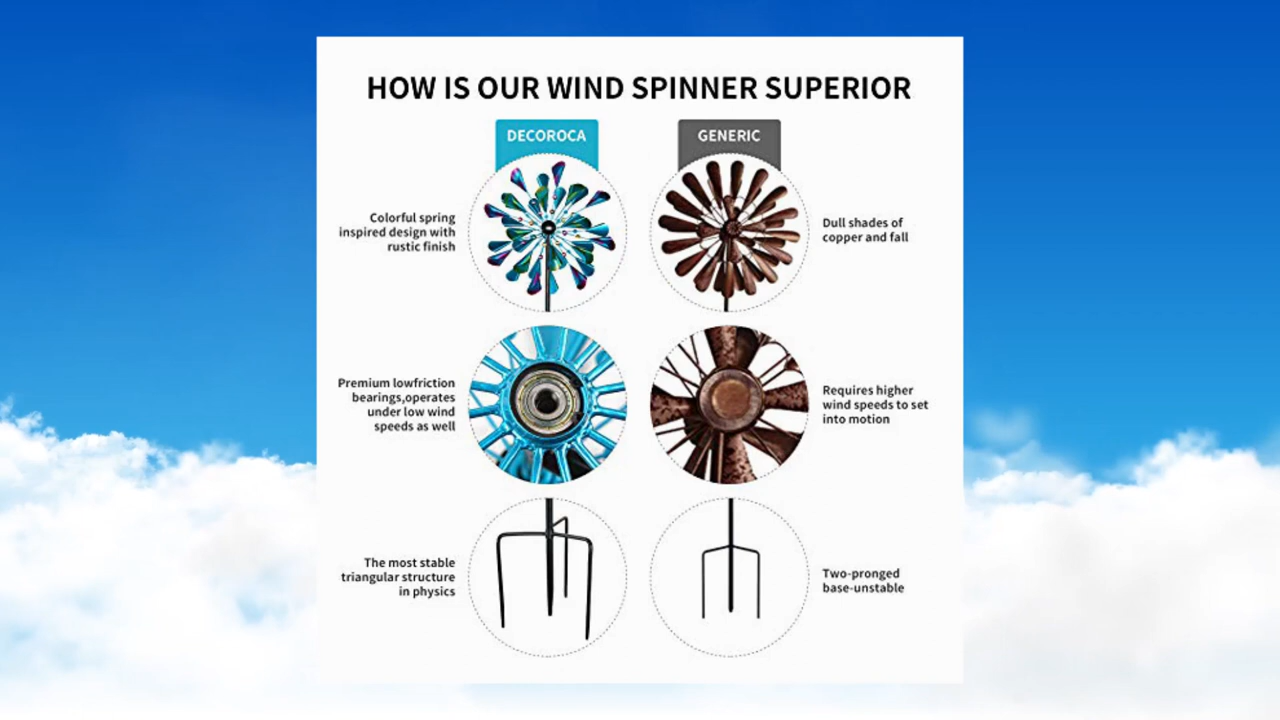 HOW IS OUR WIND SPINNER SUPERIOR
DECOROCA
GENERIC
Colorful spring
inspired design with
rustic finish
Dull shades of
copper and fall
Premium lowfriction
bearings,operates
under low wind
speeds as well
Requires higher
wind speeds to set
into motion
The most stable
triangular structure
in physics
Two-pronged
base-unstable